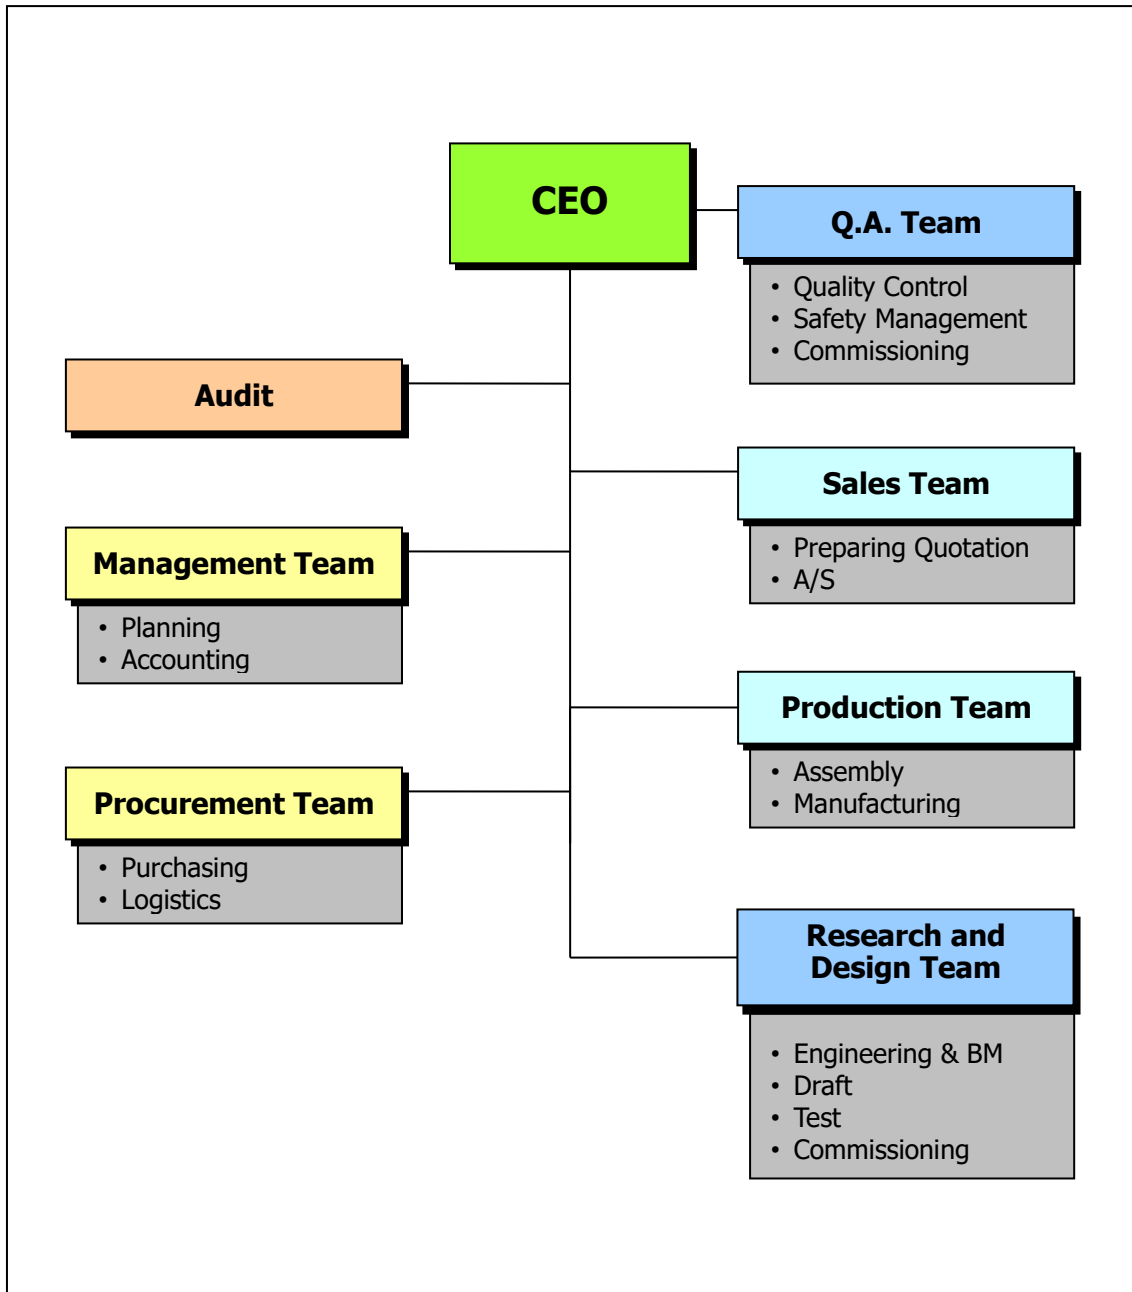 CEO
Q.A. Team
• Quality Control
• Safety Management
• Commissioning
Audit
Sales Team
• Preparing Quotation
• A/S
Management Team
• Planning
• Accounting
Production Team
• Assembly
• Manufacturing
Procurement Team
• Purchasing
• Logistics
Research and
Design Team
• Engineering & BM
• Draft
• Test
• Commissioning